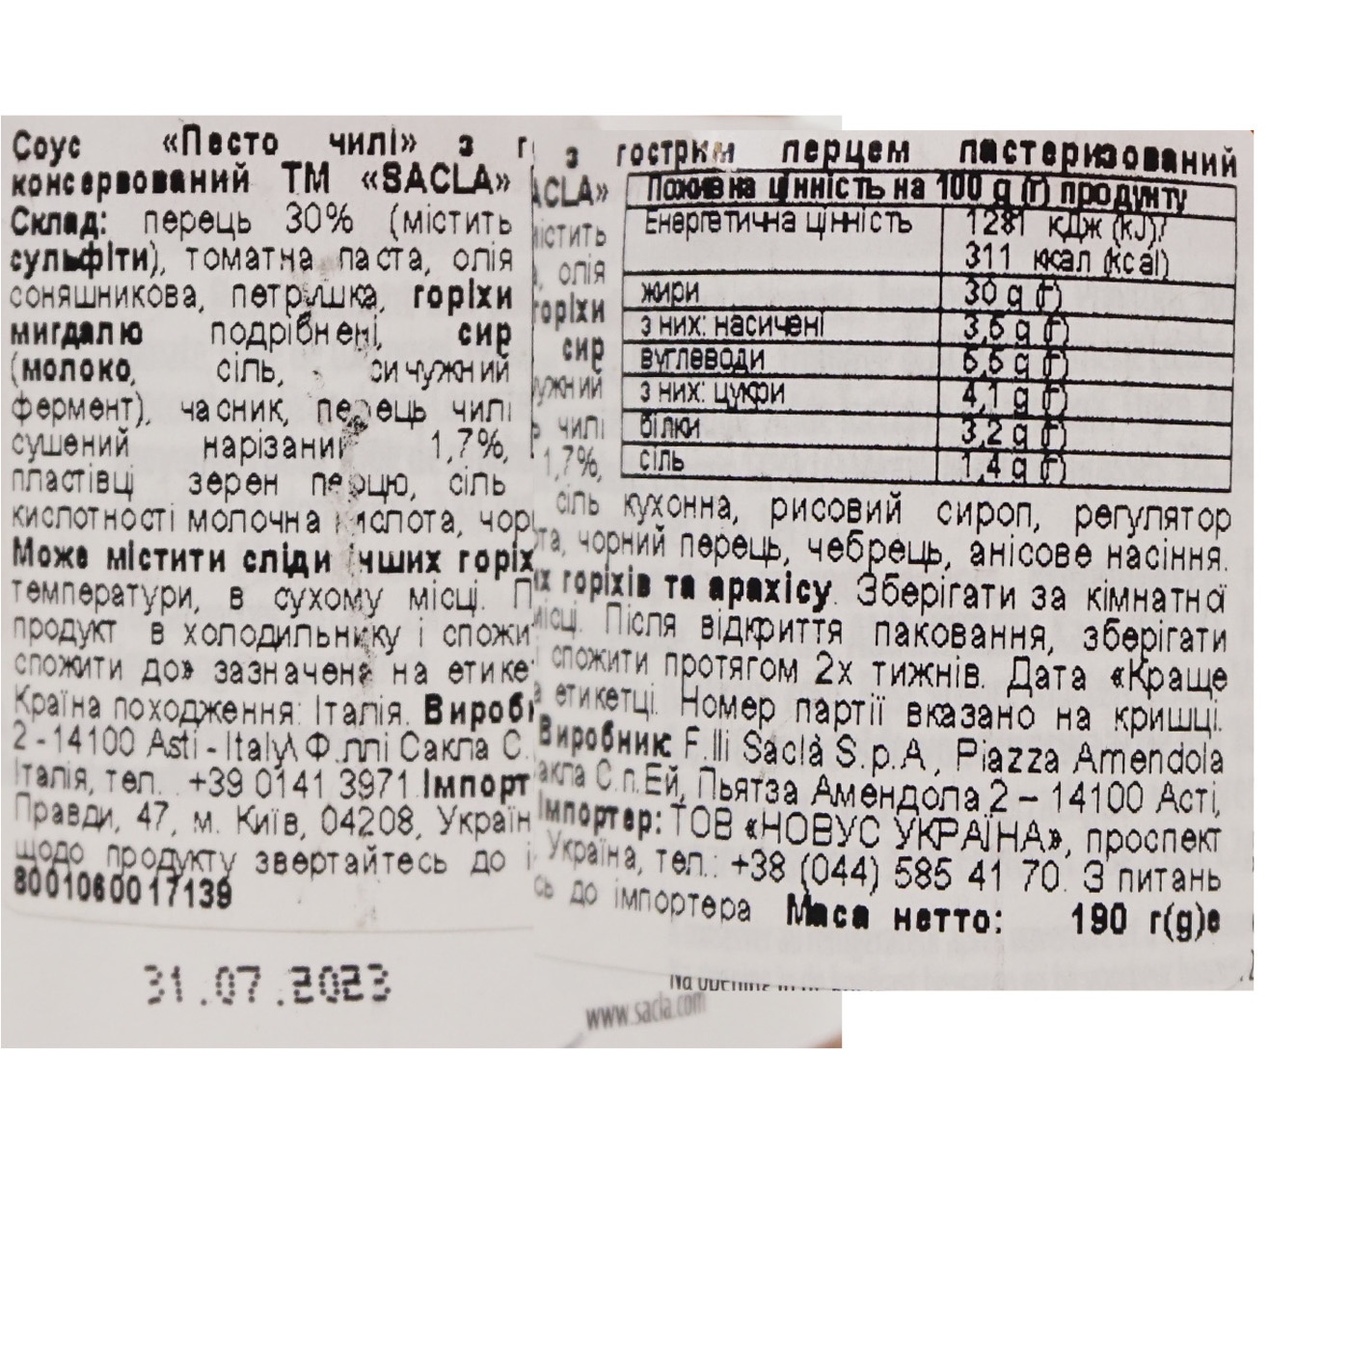 Соус «Песто чилі» з гострим перцем пастеризований
консервований ТМ «SACLA»
Склад: перець 30% (містить
сульфіти), томатна паста, олія
соняшникова, петрушка, горіхи
мигдалю подрібнені, сир
(молоко, сіль, сичужний
фермент), часник, перець чилі
сушений нарізаний 1,7%,
Поживна цінність на 100 g (г) продукту
Енергетична цінність 1281 кДж (kJ)/
311 ккал (kcal)
жири 30 g (г)
з них: насичені 3,6 g (г)
вуглеводи 5,5 g (г)
з них: цукри 4,1 g (г)
білки 3,2 g (г)
сіль 1,4 g (г)
пластівці зерен перцю, сіль кухонна, рисовий сироп, регулятор
кислотності молочна кислота, чорний перець, чебрець, анісове насіння.
Може містити сліди інших горіхів та арахісу. Зберігати за кімнатної
температури, в сухому місці. Після відкриття паковання, зберігати
продукт в холодильнику і спожити протягом 2х тижнів. Дата «Краще
спожити до» зазначена на етикетці. Номер партії вказано на кришці.
Країна походження: Італія. Виробник: F.lli Saclà S.p.A, Piazza Amendola
2 -14100 Asti - Italy\ Ф.ллі Сакла С.п.Ей, Пьятза Амендола 2 – 14100 Асті,
Італія, тел. +39 0141 3971 Імпортер: ТОВ «НОВУС УКРАЇНА», проспект
Правди, 47, м. Київ, 04208, Україна, тел.: +38 (044) 585 41 70. З питань
щодо продукту звертайтесь до імпортера Маса нетто: 190 г(g)e
8001060017139
31.07.2023
www.sacla.com